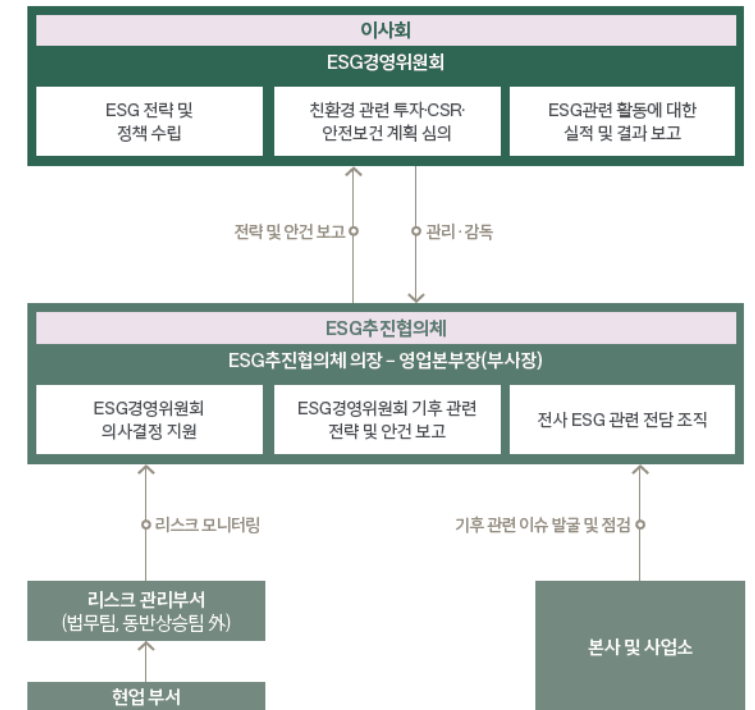 이사회
ESG경영위원회
ESG 전략 및
정책 수립
친환경 관련 투자·CSR·
안전보건 계획 심의
ESG관련 활동에 대한
실적 및 결과 보고
전략 및 안건 보고
관리·감독
ESG추진협의체
ESG추진협의체 의장 – 영업본부장(부사장)
ESG경영위원회
의사결정 지원
ESG경영위원회 기후 관련
전략 및 안건 보고
전사 ESG 관련 전담 조직
리스크 모니터링
기후 관련 이슈 발굴 및 점검
리스크 관리부서
(법무팀, 동반상승팀 外)
현업 부서
본사 및 사업소